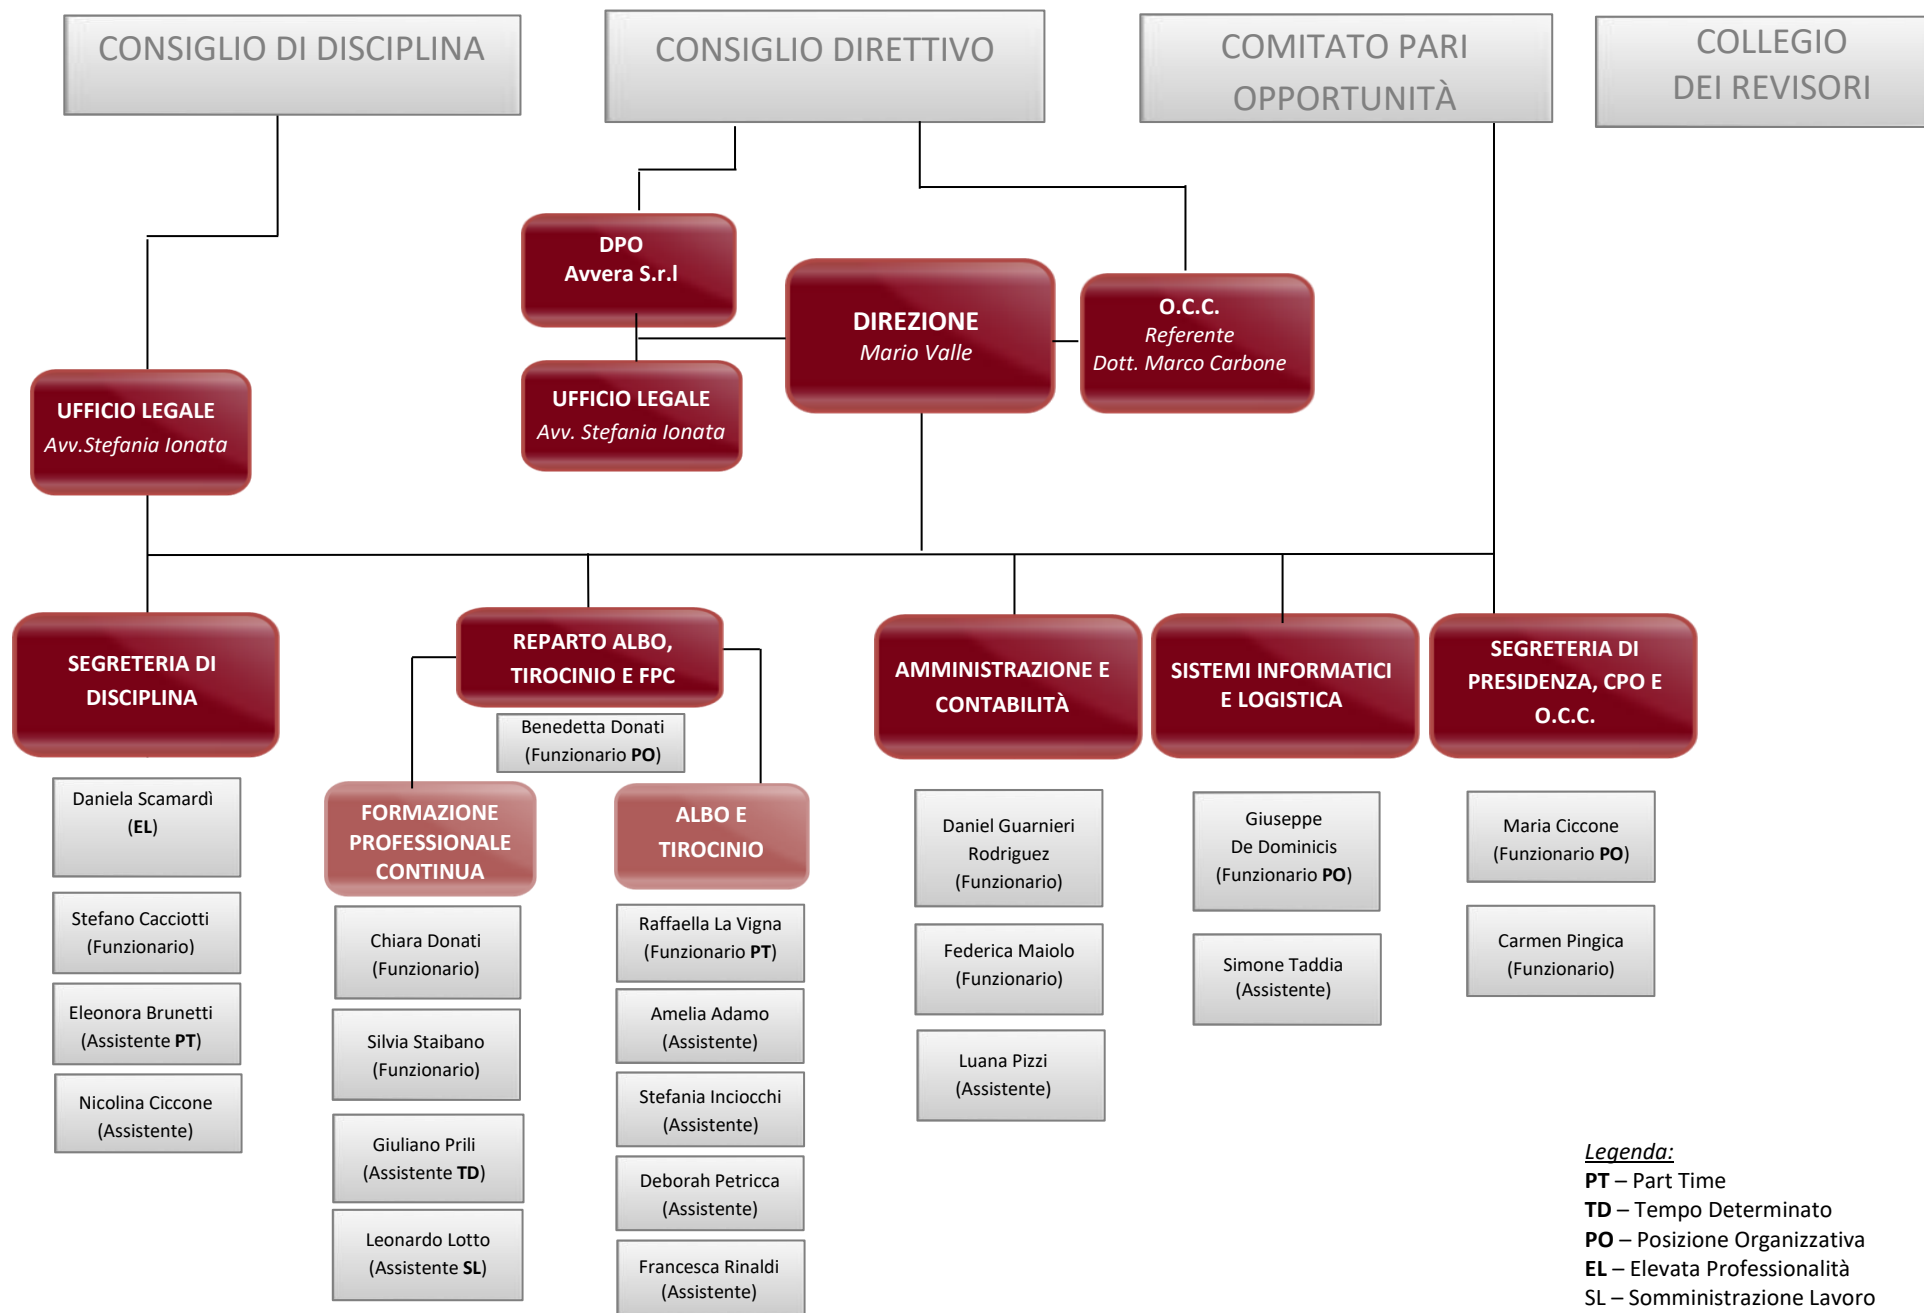 CONSIGLIO DI DISCIPLINA
CONSIGLIO DIRETTIVO
COMITATO PARI
OPPORTUNITÀ
COLLEGIO
DEI REVISORI
DPO
Avvera S.r.l
DIREZIONE
Mario Valle
O.C.C.
Referente
Dott. Marco Carbone
UFFICIO LEGALE
Avv.Stefania Ionata
UFFICIO LEGALE
Avv. Stefania Ionata
SEGRETERIA DI
DISCIPLINA
REPARTO ALBO,
TIROCINIO E FPC
Benedetta Donati
(Funzionario PO)
AMMINISTRAZIONE E
CONTABILITÀ
SISTEMI INFORMATICI
E LOGISTICA
SEGRETERIA DI
PRESIDENZA, CPO E
O.C.C.
Daniela Scamardì
(EL)
Stefano Cacciotti
(Funzionario)
Eleonora Brunetti
(Assistente PT)
Nicolina Ciccone
(Assistente)
FORMAZIONE
PROFESSIONALE
CONTINUA
Chiara Donati
(Funzionario)
Silvia Staibano
(Funzionario)
Giuliano Prili
(Assistente TD)
Leonardo Lotto
(Assistente SL)
ALBO E
TIROCINIO
Raffaella La Vigna
(Funzionario PT)
Amelia Adamo
(Assistente)
Stefania Inciocchi
(Assistente)
Deborah Petricca
(Assistente)
Francesca Rinaldi
(Assistente)
Daniel Guarnieri
Rodriguez
(Funzionario)
Federica Maiolo
(Funzionario)
Luana Pizzi
(Assistente)
Giuseppe
De Dominicis
(Funzionario PO)
Simone Taddia
(Assistente)
Maria Ciccone
(Funzionario PO)
Carmen Pingica
(Funzionario)
Legenda:
PT – Part Time
TD – Tempo Determinato
PO – Posizione Organizzativa
EL – Elevata Professionalità
SL – Somministrazione Lavoro